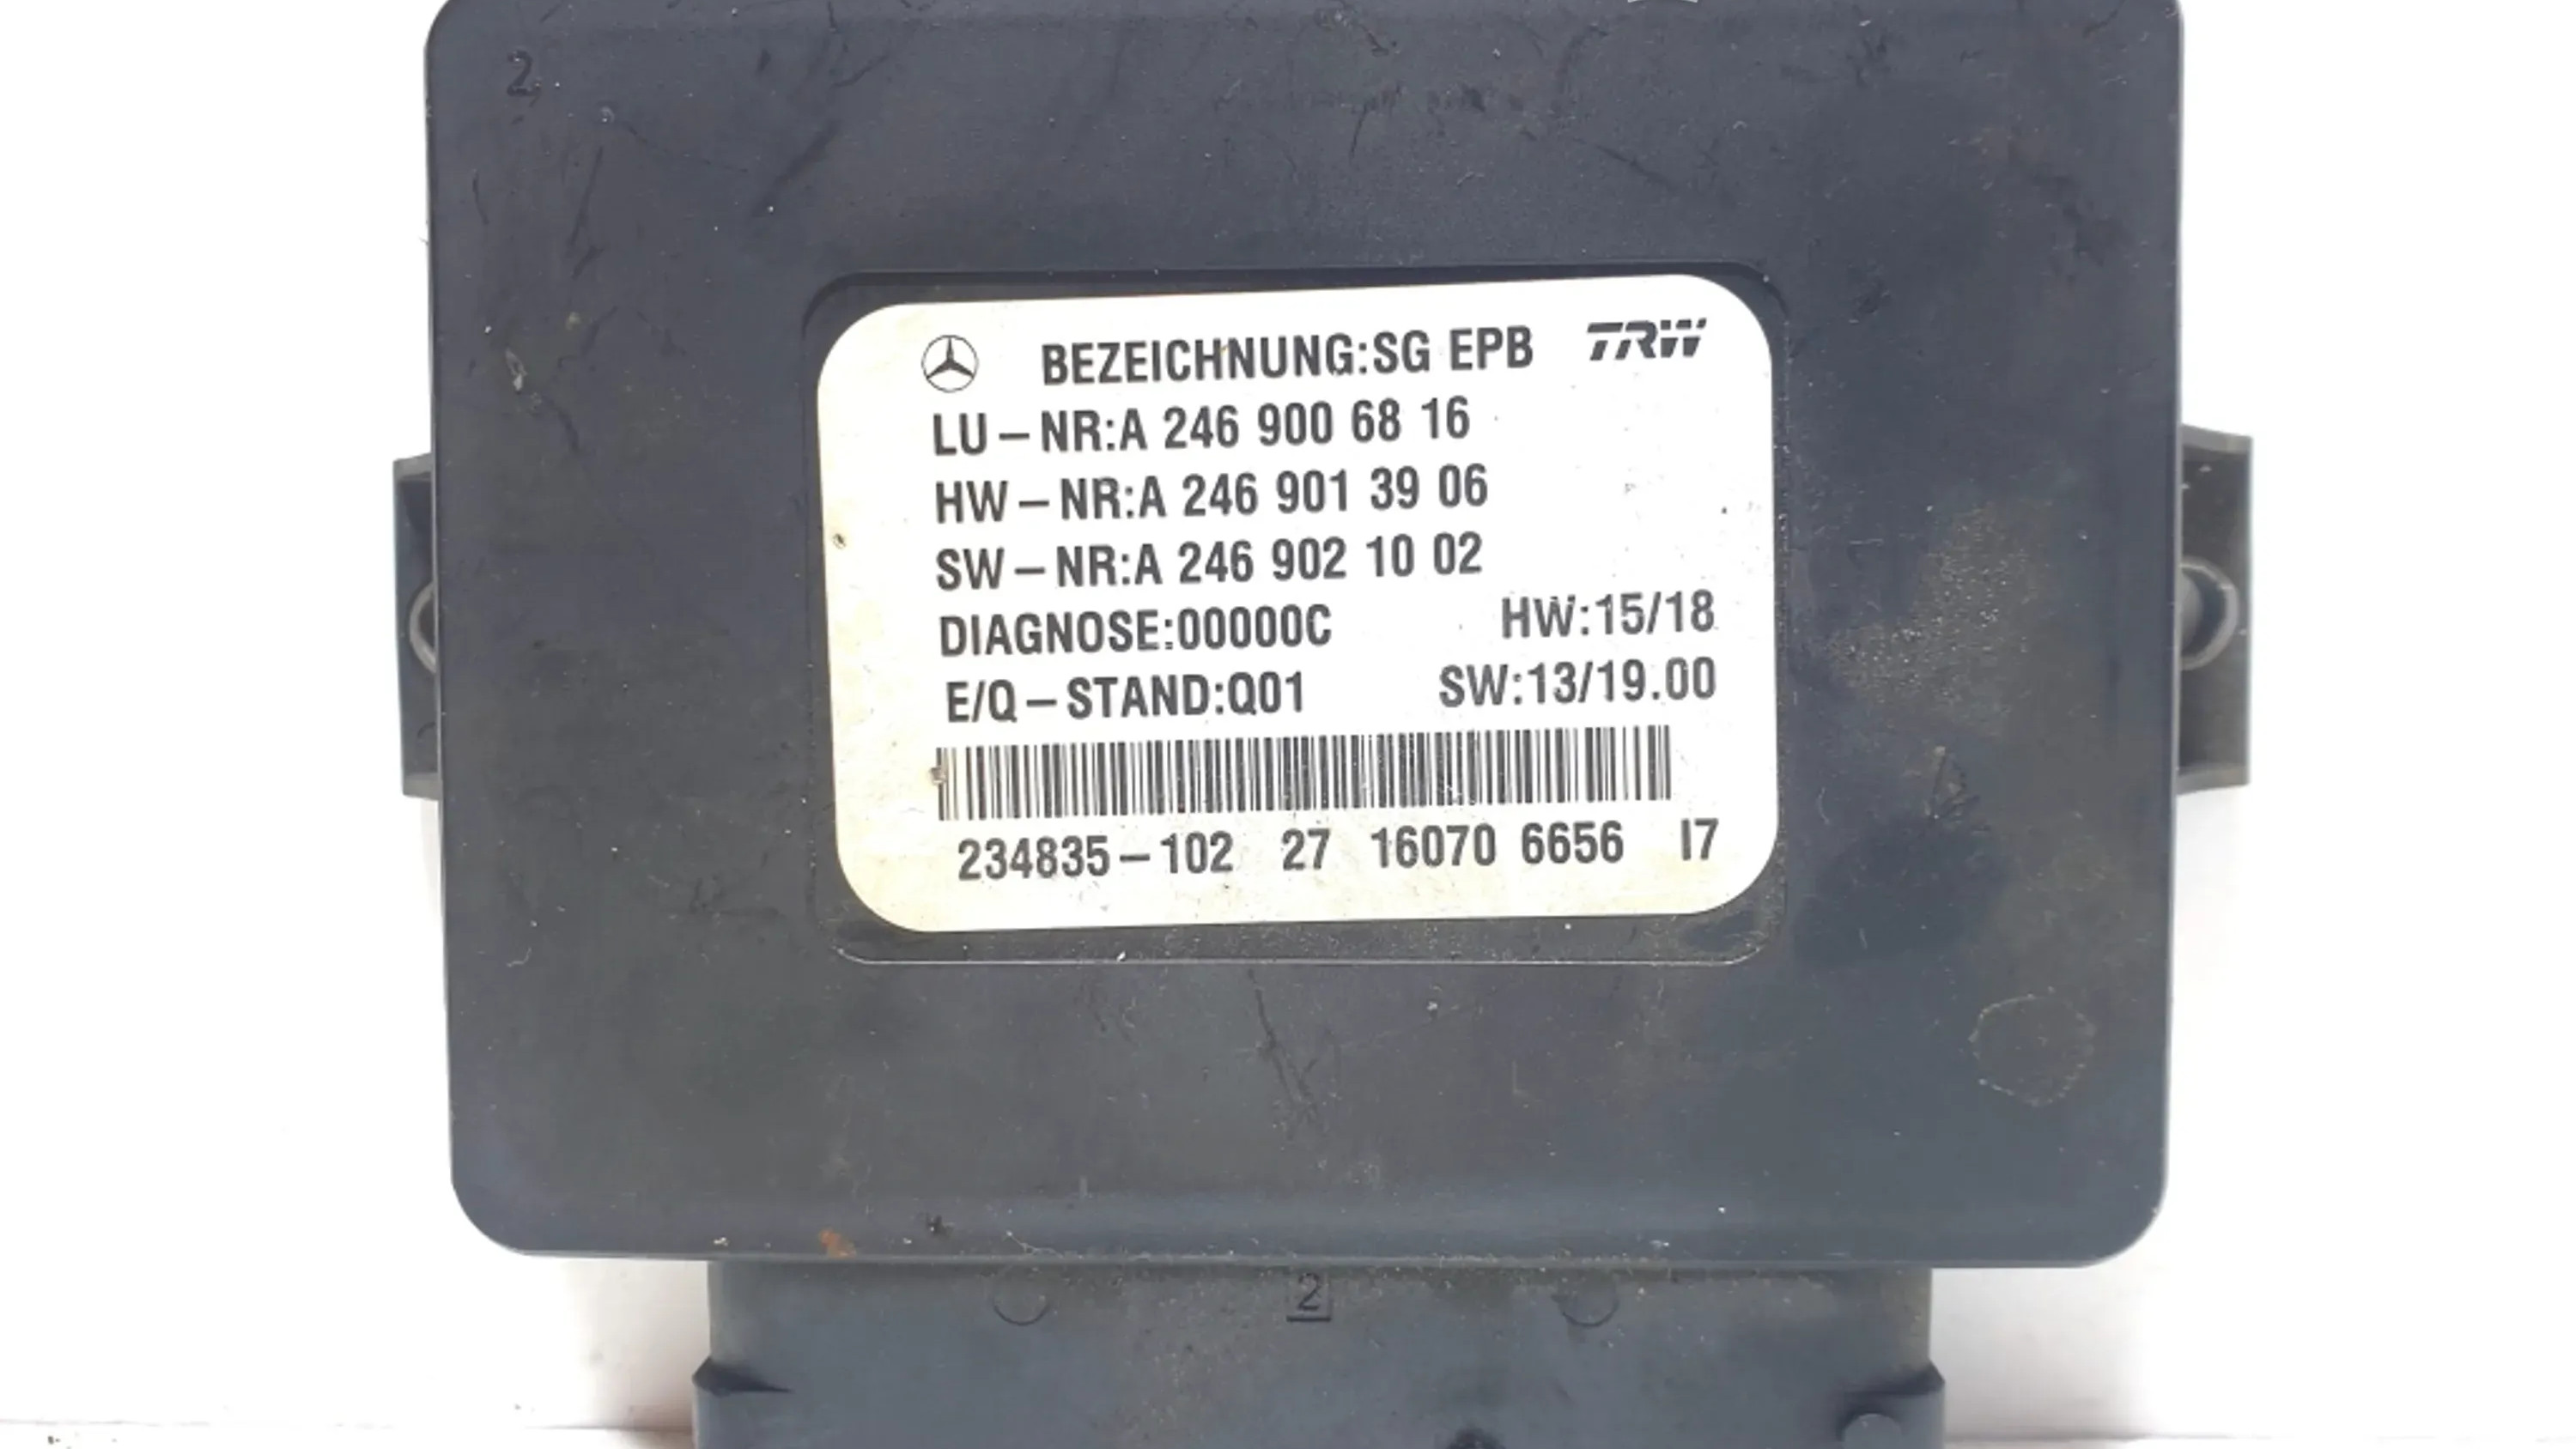 2
BEZEICHNUNG:SG EPB TRW
LU-NR:A 246 900 68 16
HW-NR:A 246 901 39 06
SW-NR:A 246 902 10 02
DIAGNOSE:00000C HW:15/18
E/Q-STAND:Q01 SW:13/19.00
234835-102 27 16070 6656 I7
2